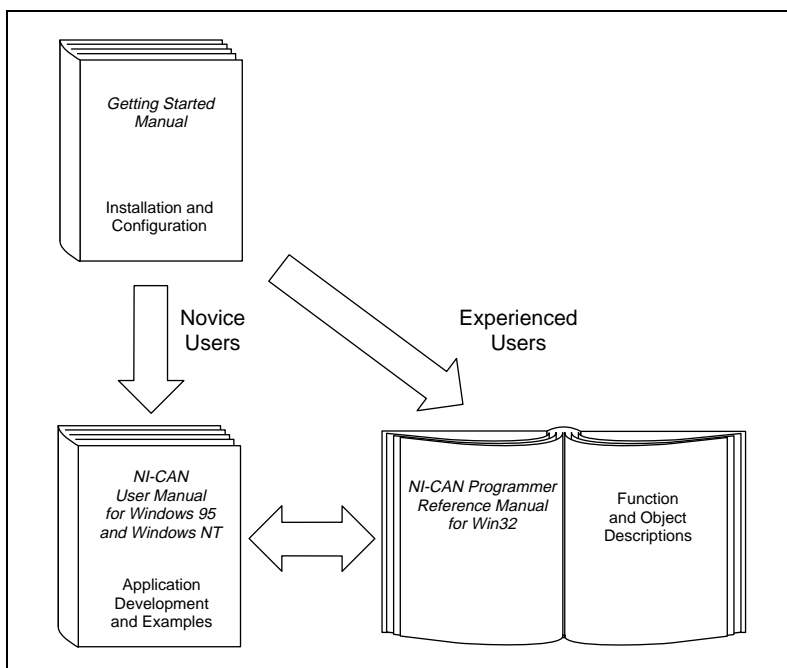 Getting Started
Manual
Installation and
Configuration
Novice
Users
Experienced
Users
NI-CAN
User Manual
for Windows 95
and Windows NT
Application
Development
and Examples
NI-CAN Programmer
Reference Manual
for Win32
Function
and Object
Descriptions